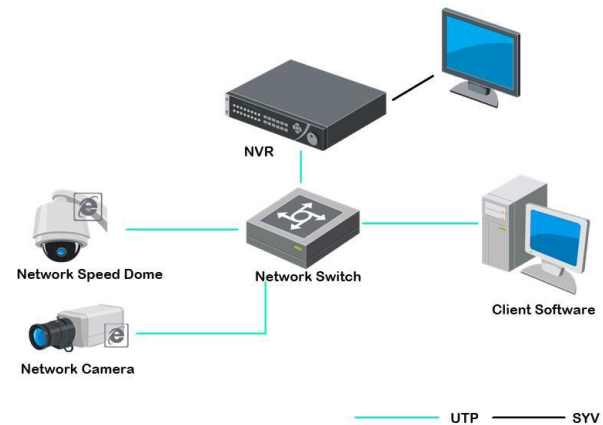 NVR
Network Speed Dome
Network Switch
Client Software
Network Camera
UTP
SYV